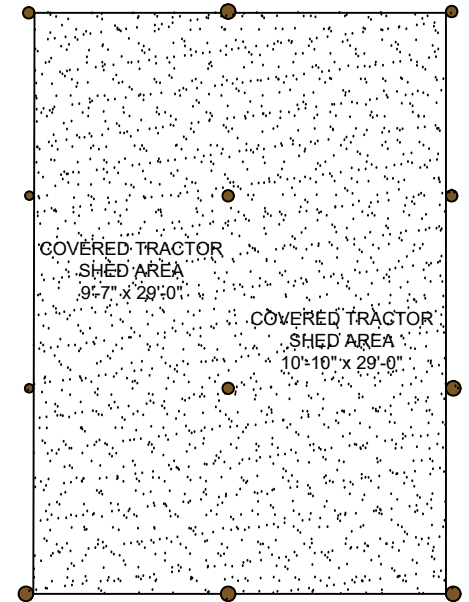 COVERED TRACTOR
SHED AREA
9'-7" x 29'-0"
COVERED TRACTOR
SHED AREA
10'-10" x 29'-0"